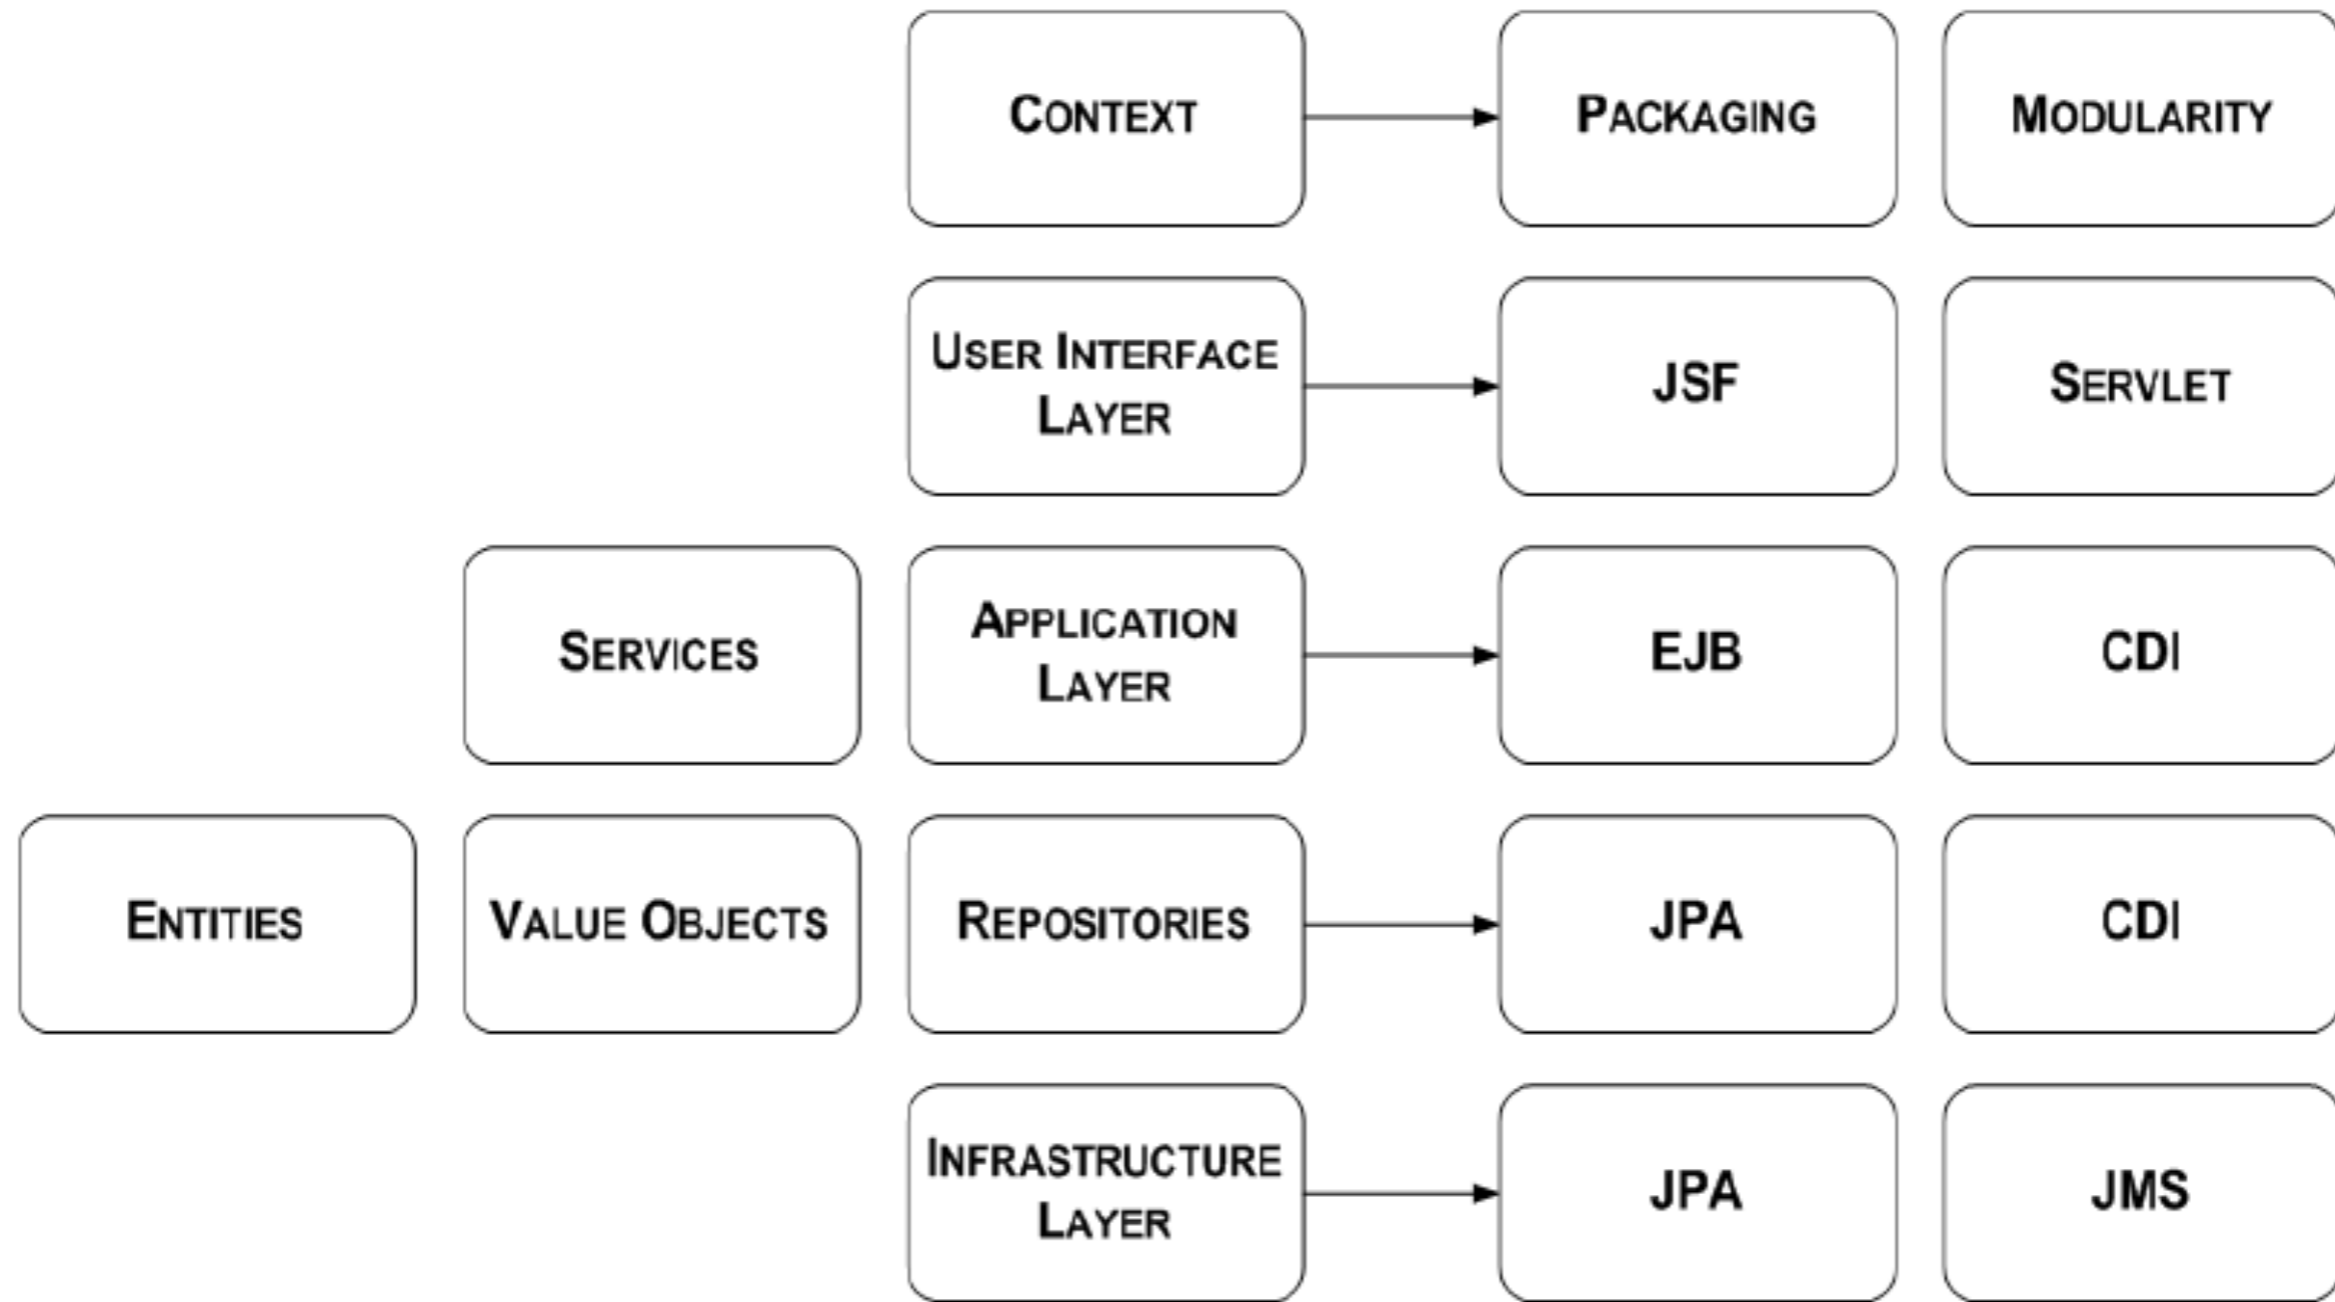 CONTEXT
PACKAGING
MODULARITY
USER INTERFACE
LAYER
JSF
SERVLET
SERVICES
APPLICATION
LAYER
EJB
CDI
ENTITIES
VALUE OBJECTS
REPOSITORIES
JPA
CDI
INFRASTRUCTURE
LAYER
JPA
JMS